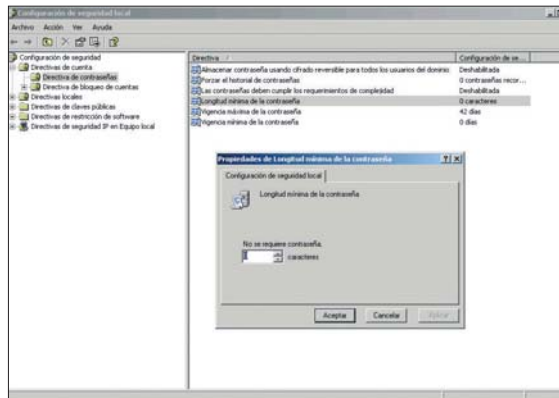 Configuración de seguridad local
Archivo Acción Ver Ayuda
Configuración de seguridad
Directivas de cuenta
Directiva de contraseñas
Directiva de bloqueo de cuentas
Directivas locales
Directivas de claves públicas
Directivas de restricción de software
Directivas de seguridad IP en Equipo local
Directiva Configuración de se...
Almacenar contraseña usando cifrado reversible para todos los usuarios del dominio Deshabilitada
Forzar el historial de contraseñas 0 contraseñas recor...
Las contraseñas deben cumplir los requerimientos de complejidad Deshabilitada
Longitud mínima de la contraseña 0 caracteres
Vigencia máxima de la contraseña 42 días
Vigencia mínima de la contraseña 0 días
Propiedades de Longitud mínima de la contraseña
Configuración de seguridad local
Longitud mínima de la contraseña
No se requiere contraseña.
caracteres
Aceptar Cancelar Aplicar